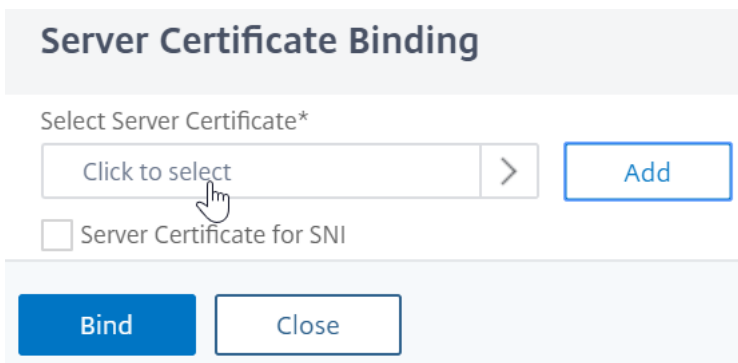 Server Certificate Binding
Select Server Certificate*
Click to select
Add
Server Certificate for SNI
Bind
Close